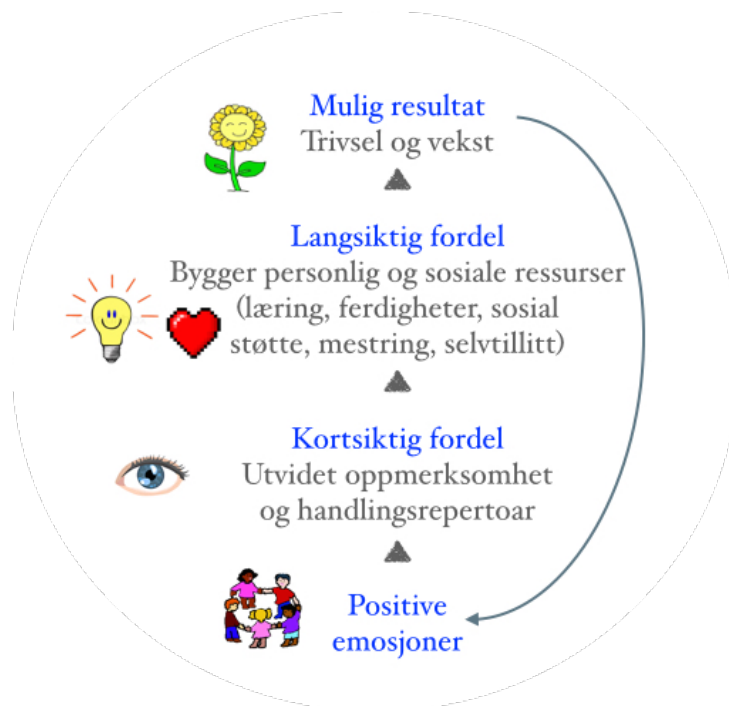 Mulig resultat
Trivsel og vekst
Langsiktig fordel
Bygger personlig og sosiale ressurser
(læring, ferdigheter, sosial
støtte, mestring, selvtillitt)
Kortsiktig fordel
Utvidet oppmerksomhet
og handlingsrepertoar
Positive
emosjoner